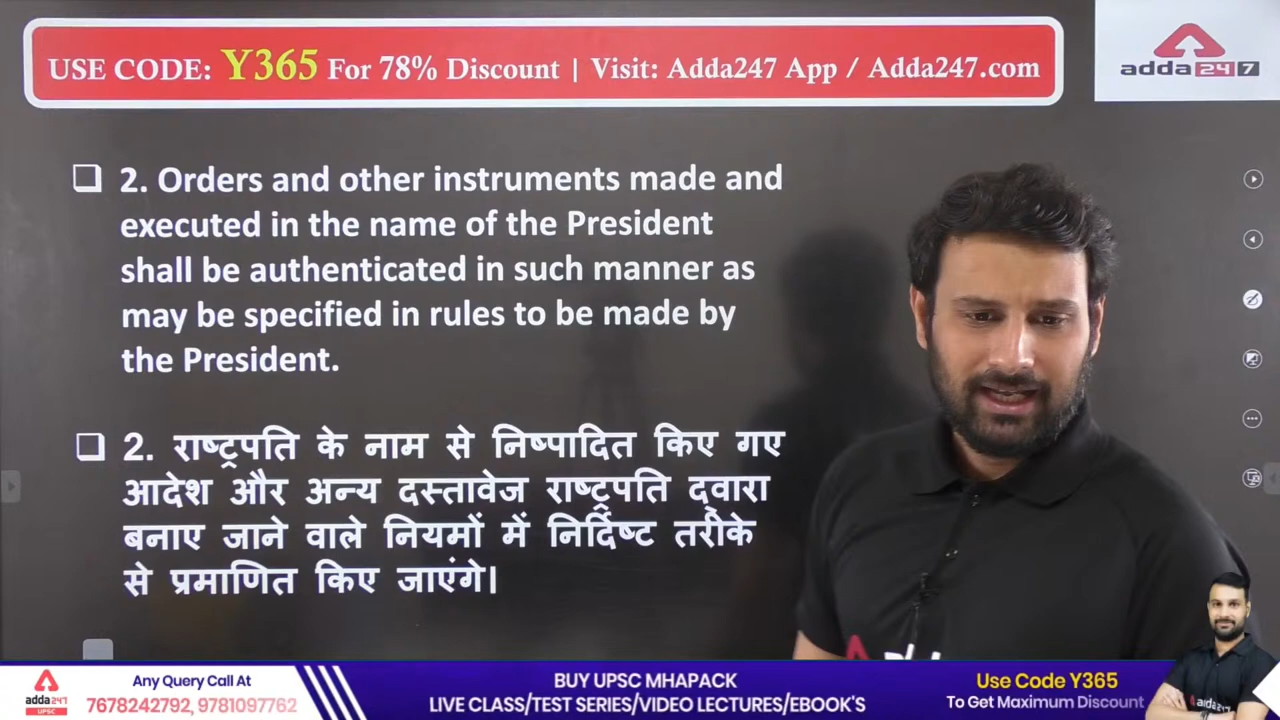 USE CODE: Y365 For 78% Discount | Visit: Adda247 App / Adda247.com
adda 247
2. Orders and other instruments made and
executed in the name of the President
shall be authenticated in such manner as
may be specified in rules to be made by
the President.
2. राष्ट्रपति के नाम से निष्पादित किए गए
आदेश और अन्य दस्तावेज राष्ट्रपति द्वारा
बनाए जाने वाले नियमों में निर्दिष्ट तरीके
से प्रमाणित किए जाएंगे।
adda247
UPSC
Any Query Call At
7678242792, 9781097762
BUY UPSC MHAPACK
LIVE CLASS/TEST SERIES/VIDEO LECTURES/EBOOK'S
Use Code Y365
To Get Maximum Discount